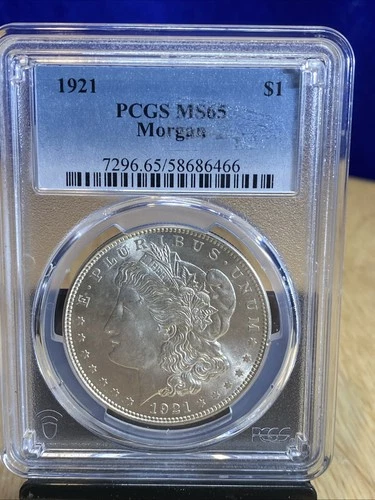 1921 $1
PCGS MS65
Morgan
7296.65/58686466
E·PLURIBUS·UNUM
1921
PCGS